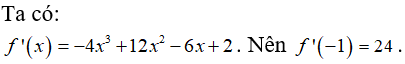 Ta có:
f'(x) = −4x³ + 12x² − 6x + 2. Nên f'(−1) = 24.